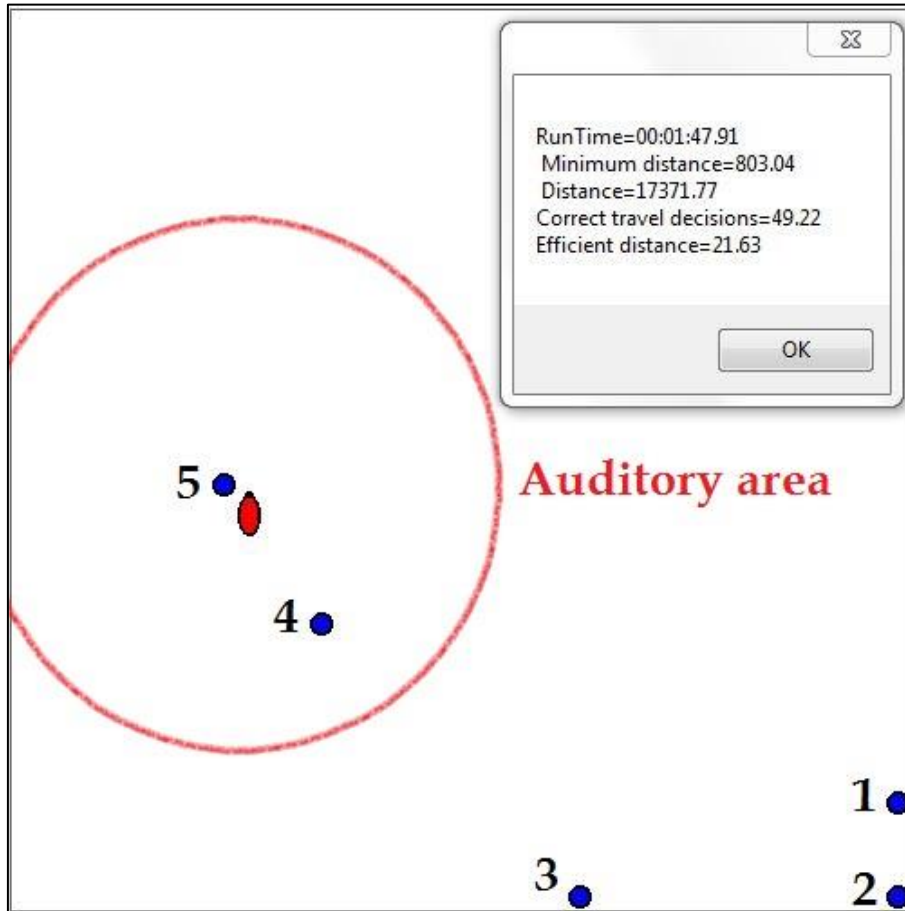 RunTime=00:01:47.91
Minimum distance=803.04
Distance=17371.77
Correct travel decisions=49.22
Efficient distance=21.63
OK
5
Auditory area
4
1
3
2